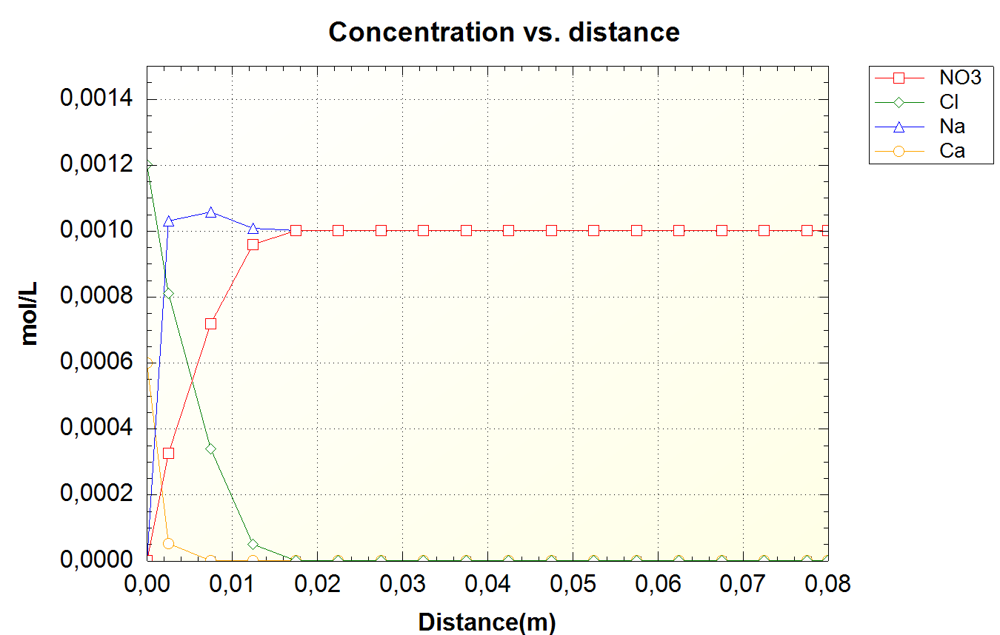 Concentration vs. distance
NO3
Cl
Na
Ca
0,0014
0,0012
0,0010
0,0008
0,0006
0,0004
0,0002
0,0000
mol/L
0,00 0,01 0,02 0,03 0,04 0,05 0,06 0,07 0,08
Distance(m)